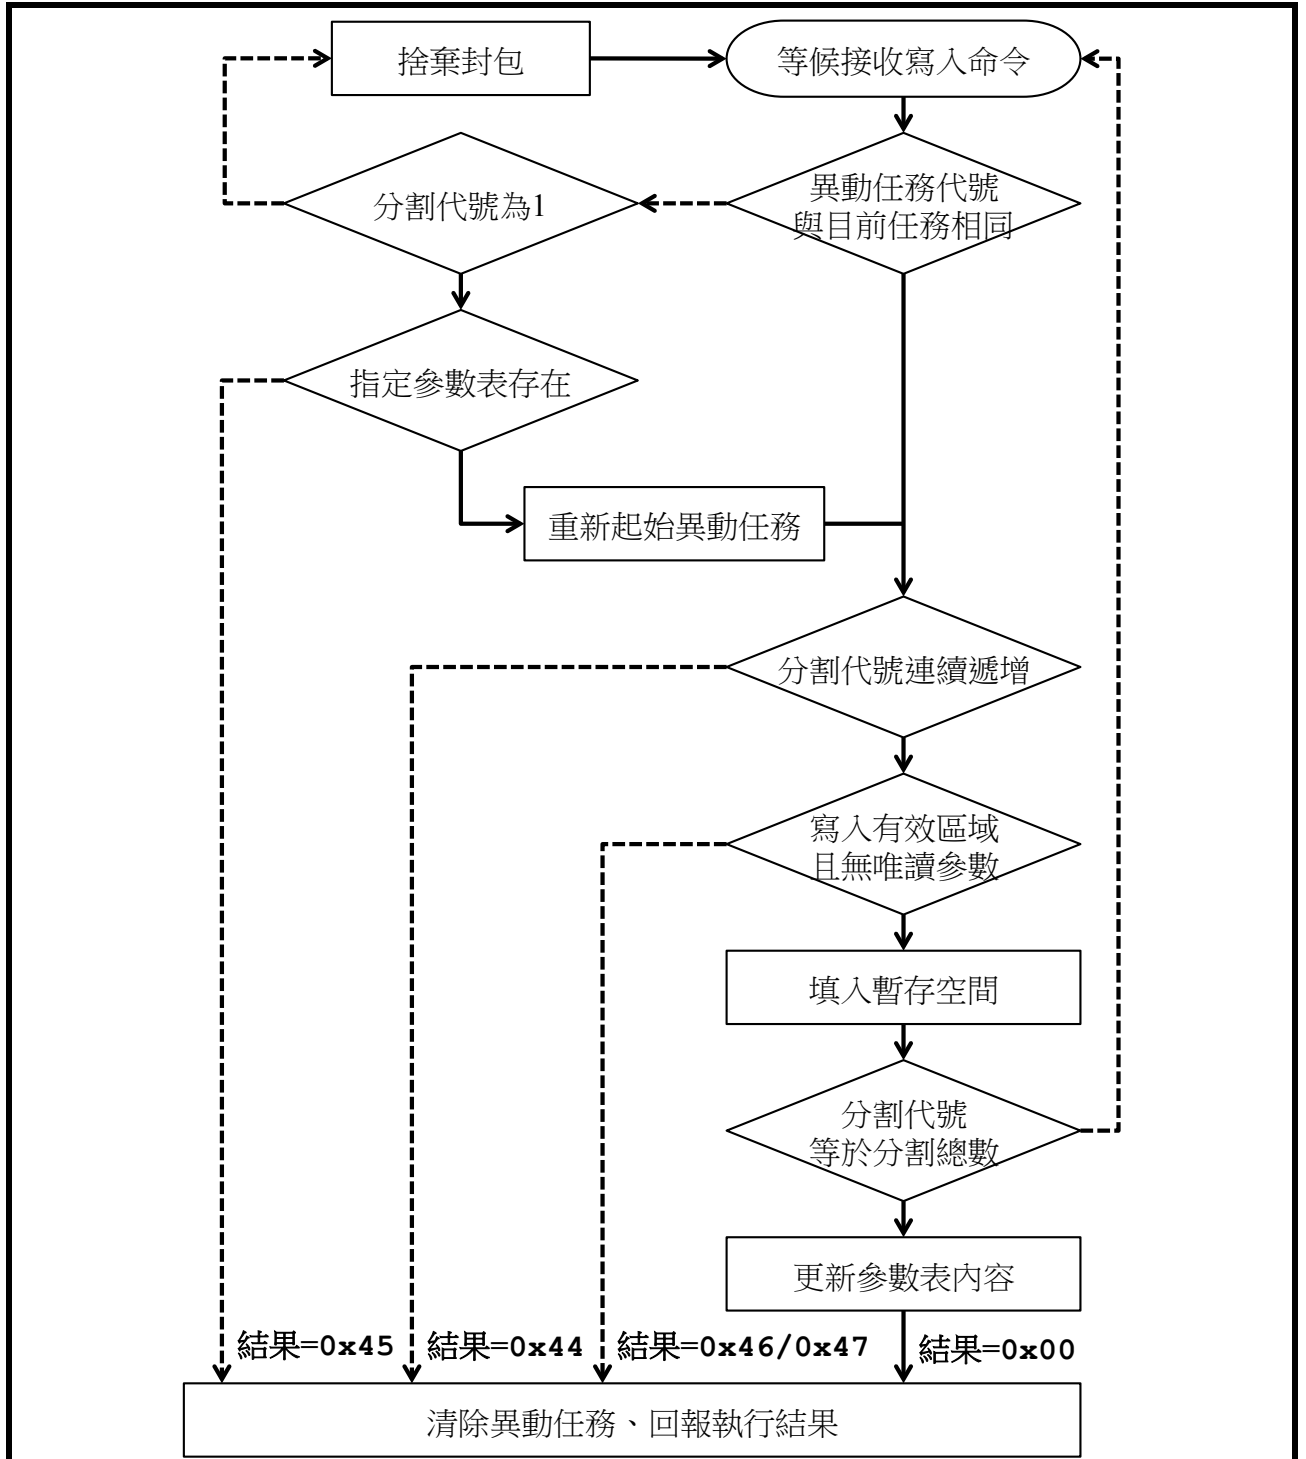 捨棄封包
等候接收寫入命令
分割代號為1
異動任務代號
與目前任務相同
指定參數表存在
重新起始異動任務
分割代號連續遞增
寫入有效區域
且無唯讀參數
填入暫存空間
分割代號
等於分割總數
更新參數表內容
結果=0x45
結果=0x44
結果=0x46/0x47
結果=0x00
清除異動任務、回報執行結果